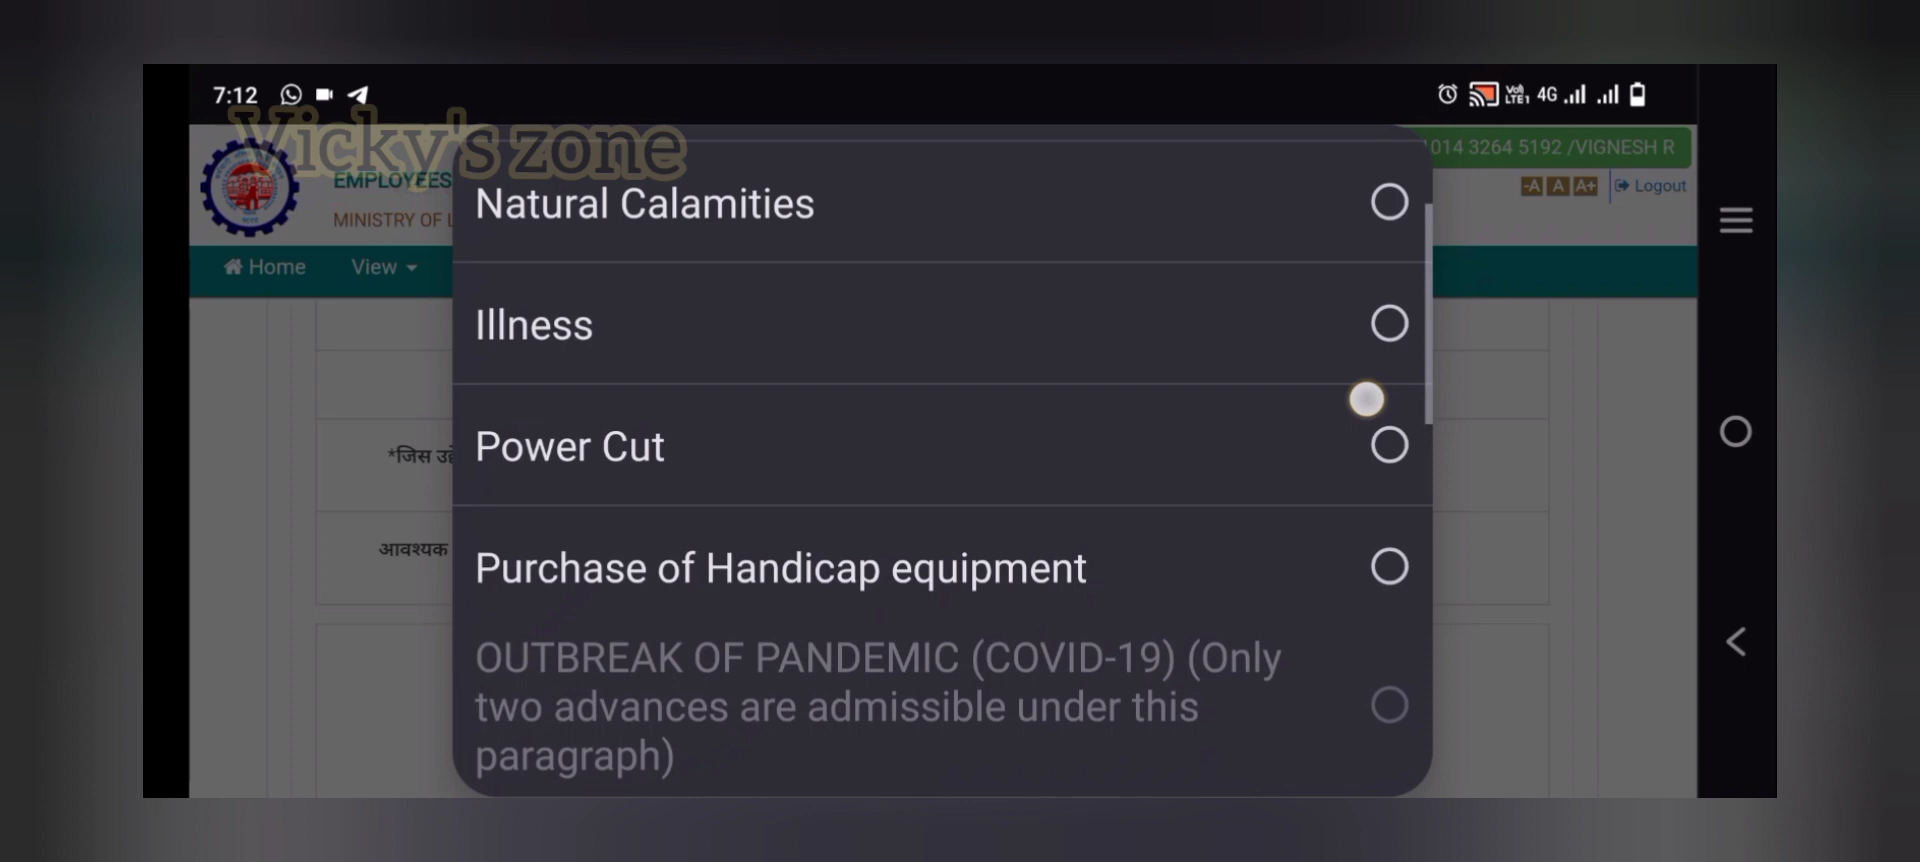 7:12
4G
Vicky's zone
014 3264 5192 /VIGNESH R
EMPLOYEES
-A A A+ Logout
MINISTRY OF L
Home View
Natural Calamities
Illness
*जिस उद्दे
Power Cut
आवश्यक
Purchase of Handicap equipment
OUTBREAK OF PANDEMIC (COVID-19) (Only
two advances are admissible under this
paragraph)